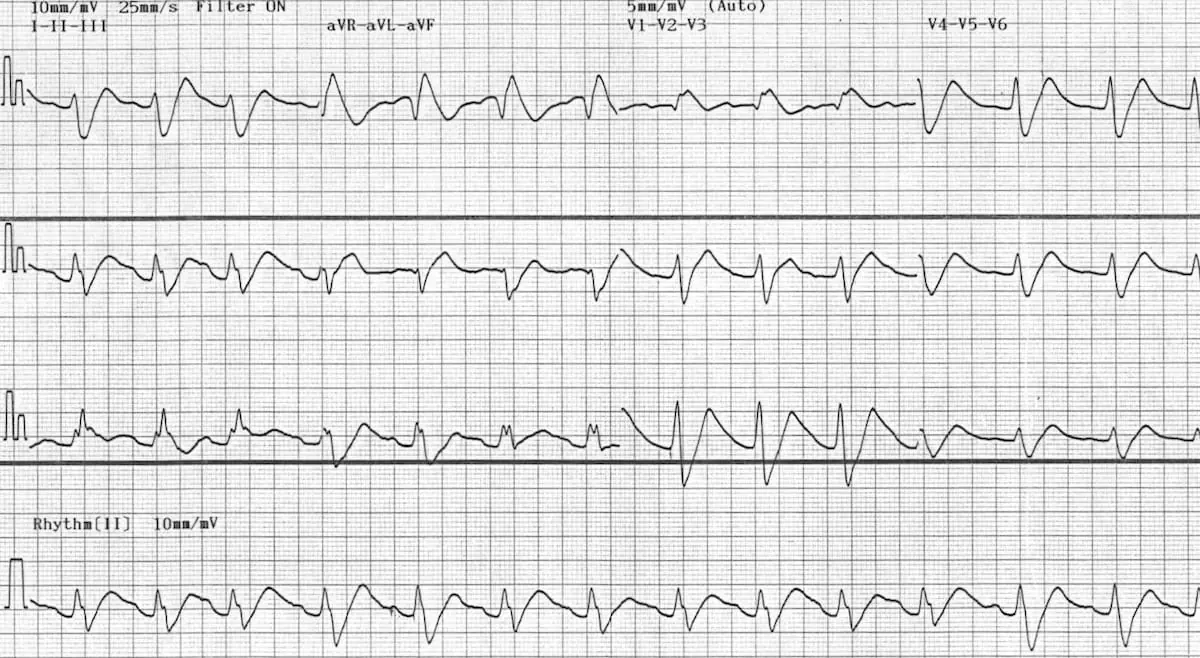 10mm/mV 25mm/s Filter ON 5mm/mV (Auto)
I-II-III aVR-aVL-aVF V1-V2-V3 V4-V5-V6
Rhythm[II] 10mm/mV